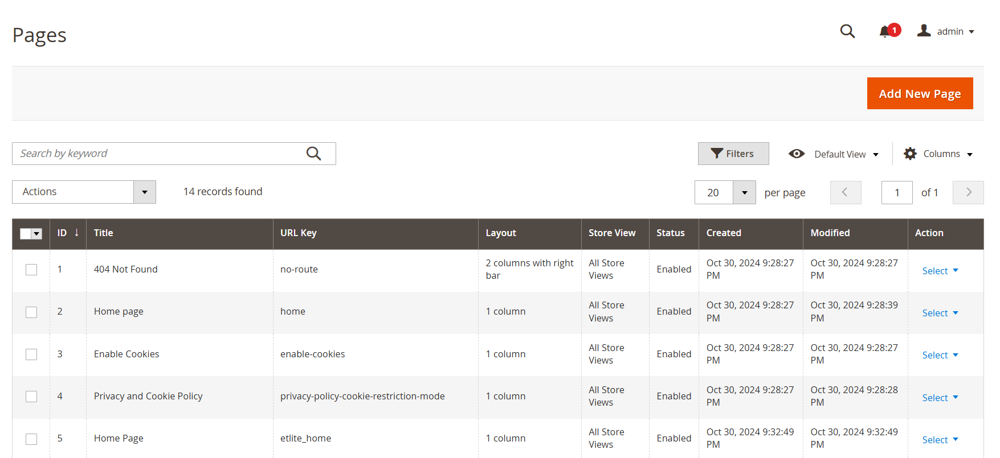 Pages
1
admin
Add New Page
Search by keyword
Filters
Default View
Columns
Actions
14 records found
20
per page
1
of 1
ID ↓ Title URL Key Layout Store View Status Created Modified Action
1 404 Not Found no-route 2 columns with right bar All Store Views Enabled Oct 30, 2024 9:28:27 PM Oct 30, 2024 9:28:27 PM Select
2 Home page home 1 column All Store Views Enabled Oct 30, 2024 9:28:27 PM Oct 30, 2024 9:28:39 PM Select
3 Enable Cookies enable-cookies 1 column All Store Views Enabled Oct 30, 2024 9:28:27 PM Oct 30, 2024 9:28:27 PM Select
4 Privacy and Cookie Policy privacy-policy-cookie-restriction-mode 1 column All Store Views Enabled Oct 30, 2024 9:28:27 PM Oct 30, 2024 9:28:28 PM Select
5 Home Page etlite_home 1 column All Store Views Enabled Oct 30, 2024 9:32:49 PM Oct 30, 2024 9:32:49 PM Select